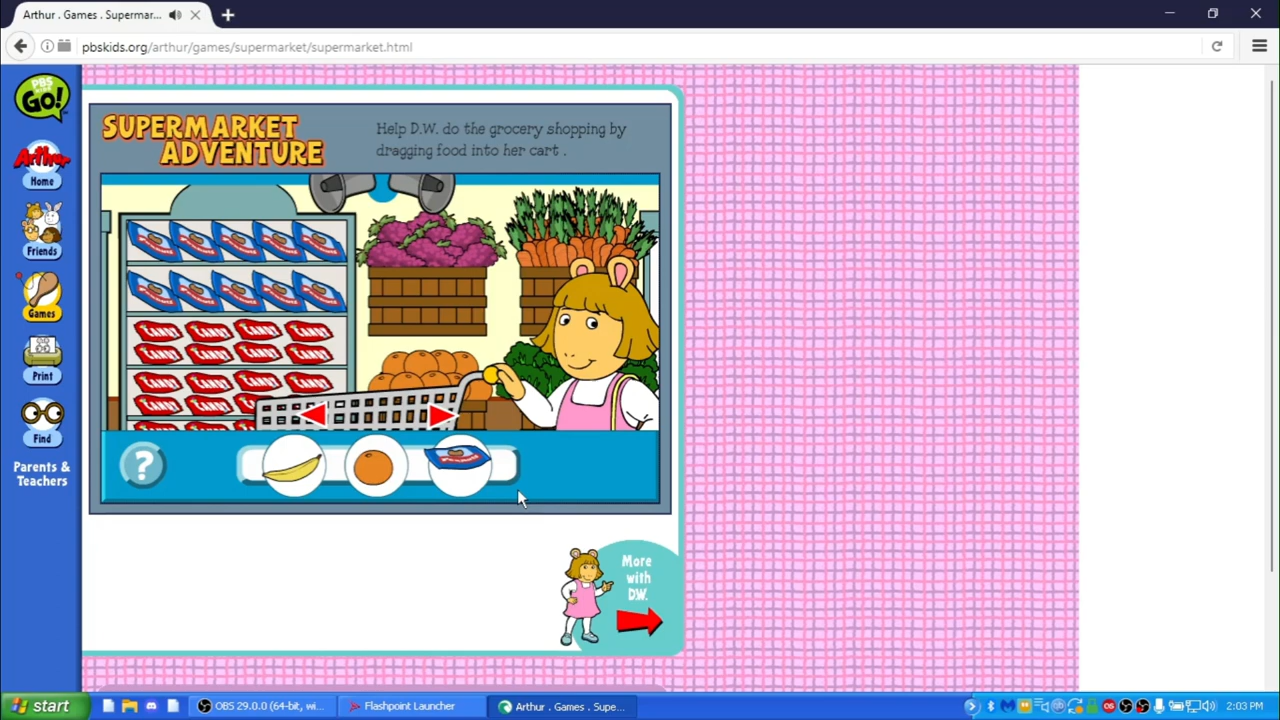 Arthur . Games . Supermar...
pbskids.org/arthur/games/supermarket/supermarket.html
PBS KIDS
GO!
Arthur
Home
Friends
Games
Print
Find
Parents &
Teachers
SUPERMARKET
ADVENTURE
Help D.W. do the grocery shopping by
dragging food into her cart .
?
More
with
D.W.
start
OBS 29.0.0 (64-bit, wi...
Flashpoint Launcher
Arthur . Games . Supe...
2:03 PM